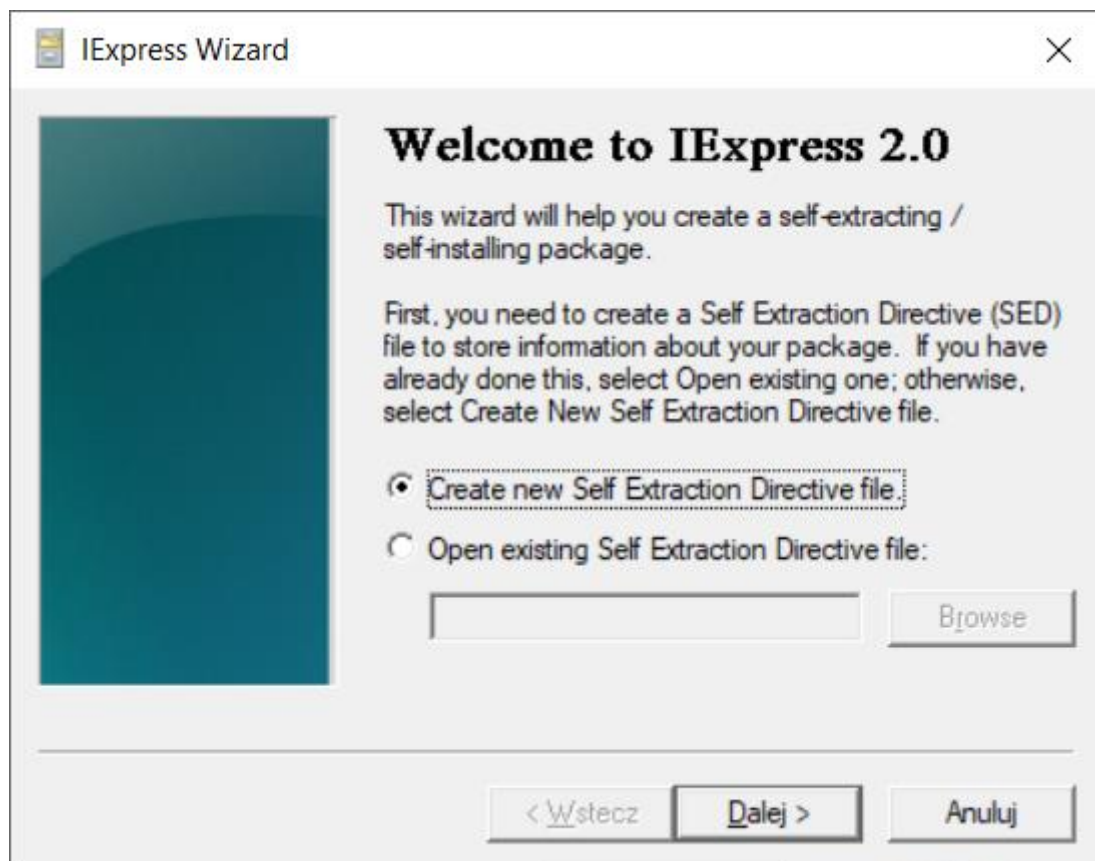 IExpress Wizard
Welcome to IExpress 2.0
This wizard will help you create a self-extracting /
self-installing package.
First, you need to create a Self Extraction Directive (SED)
file to store information about your package.  If you have
already done this, select Open existing one; otherwise,
select Create New Self Extraction Directive file.
Create new Self Extraction Directive file.
Open existing Self Extraction Directive file:
Browse
< Wstecz
Dalej >
Anuluj